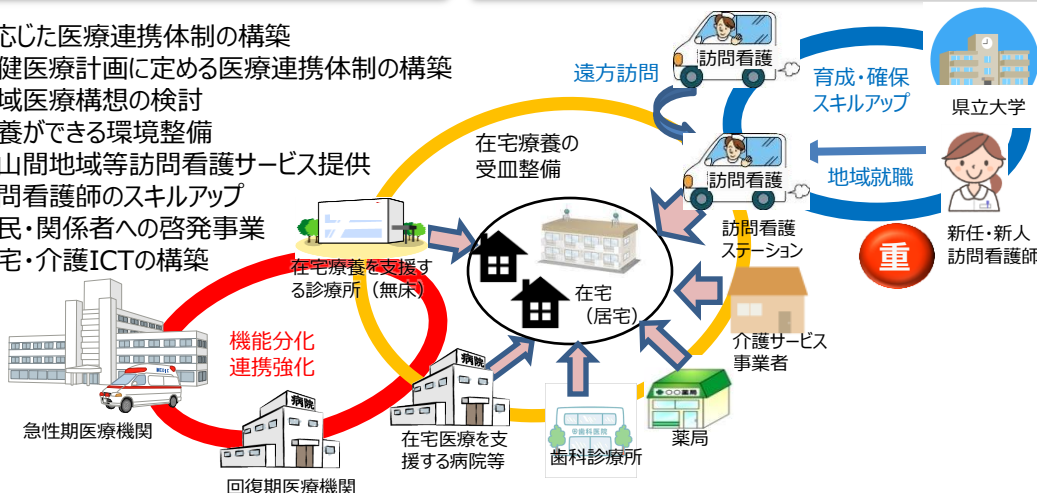 応じた医療連携体制の構築
健医療計画に定める医療連携体制の構築
域医療構想の検討
養ができる環境整備
山間地域等訪問看護サービス提供
問看護師のスキルアップ
民・関係者への啓発事業
宅・介護ICTの構築
遠方訪問
訪問看護
育成・確保
スキルアップ
県立大学
在宅療養の
受皿整備
訪問看護
地域就職
訪問看護
ステーション
重
新任・新人
訪問看護師
在宅療養を支援す
る診療所（無床）
在宅
（居宅）
介護サービス
事業者
機能分化
連携強化
急性期医療機関
病院
回復期医療機関
病院
在宅医療を支
援する病院等
歯科医院
歯科診療所
〇〇薬局
薬局